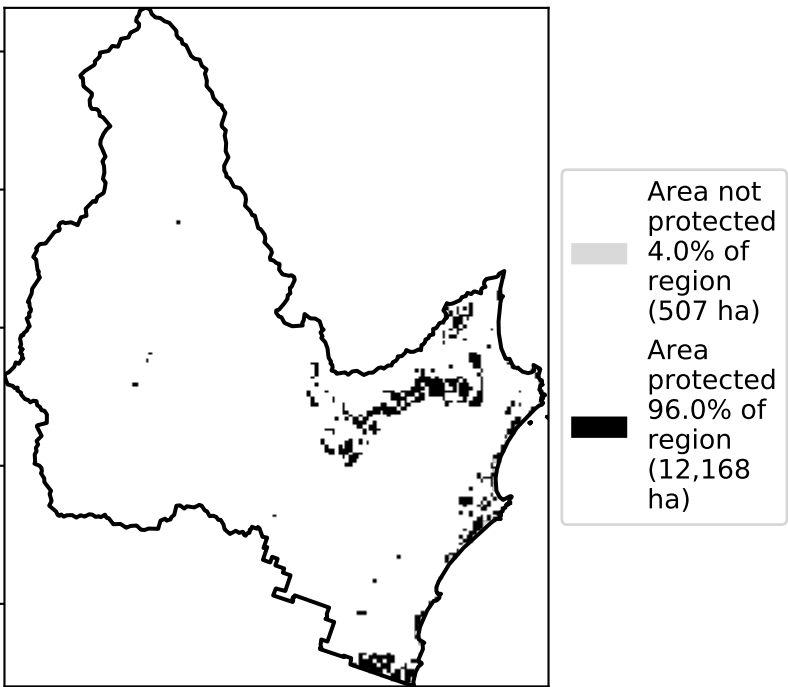 Area not
protected
4.0% of
region
(507 ha)
Area
protected
96.0% of
region
(12,168
ha)